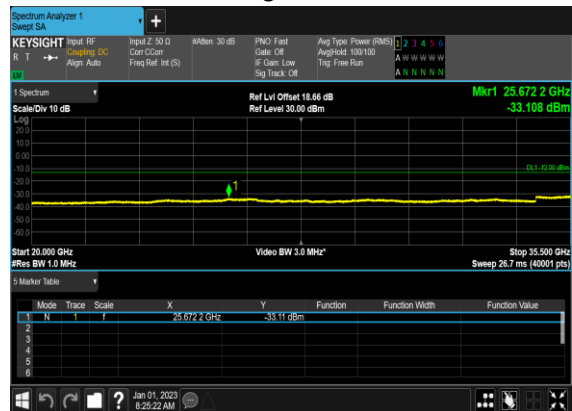 Spectrum Analyzer 1
Swept SA
+
KEYSIGHT Input: RF Input Z: 50 Ω #Atten: 30 dB PNO: Fast Avg Type: Power (RMS) 1 2 3 4 5 6
R T Coupling: DC Corr CCorr Gate: Off Avg|Hold: 100/100 A W W W W W
Align: Auto Freq Ref: Int (S) IF Gain: Low Trig: Free Run
LXI Sig Track: Off A N N N N N
1 Spectrum Ref Lvl Offset 18.66 dB Mkr1 25.672 2 GHz
Scale/Div 10 dB Ref Level 30.00 dBm -33.108 dBm
Log
20.0
10.0
0.00
-10.0
DL1 -13.00 dBm
-20.0
1
-30.0
-40.0
-50.0
-60.0
Start 20.000 GHz Video BW 3.0 MHz* Stop 35.500 GHz
#Res BW 1.0 MHz Sweep 26.7 ms (40001 pts)
5 Marker Table
Mode Trace Scale X Y Function Function Width Function Value
1 N 1 f 25.672 2 GHz -33.11 dBm
2
3
4
5
6
? Jan 01, 2023
8:25:22 AM